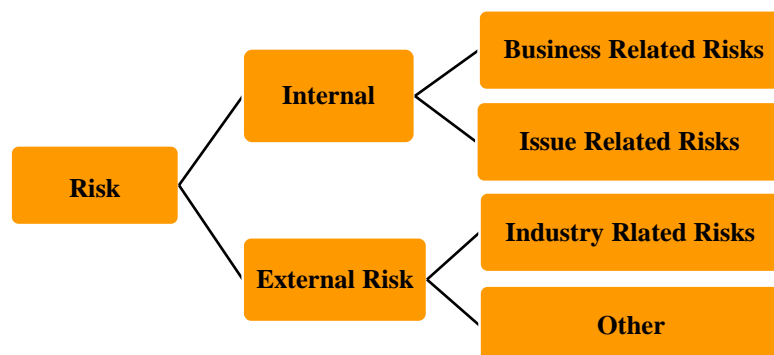 Business Related Risks
Internal
Issue Related Risks
Risk
Industry Rlated Risks
External Risk
Other